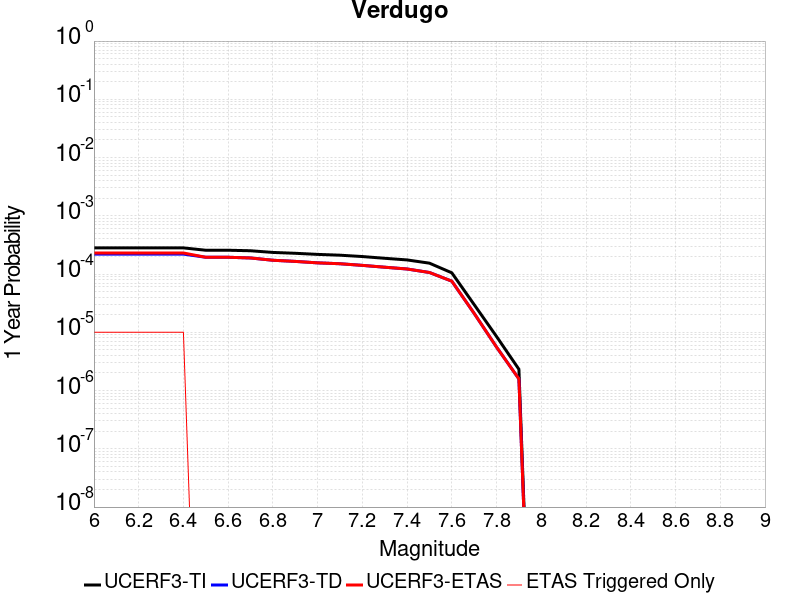 Verdugo
10^0
10^-1
10^-2
10^-3
10^-4
10^-5
10^-6
10^-7
10^-8
1 Year Probability
6 6.2 6.4 6.6 6.8 7 7.2 7.4 7.6 7.8 8 8.2 8.4 8.6 8.8 9
Magnitude
UCERF3-TI UCERF3-TD UCERF3-ETAS ETAS Triggered Only